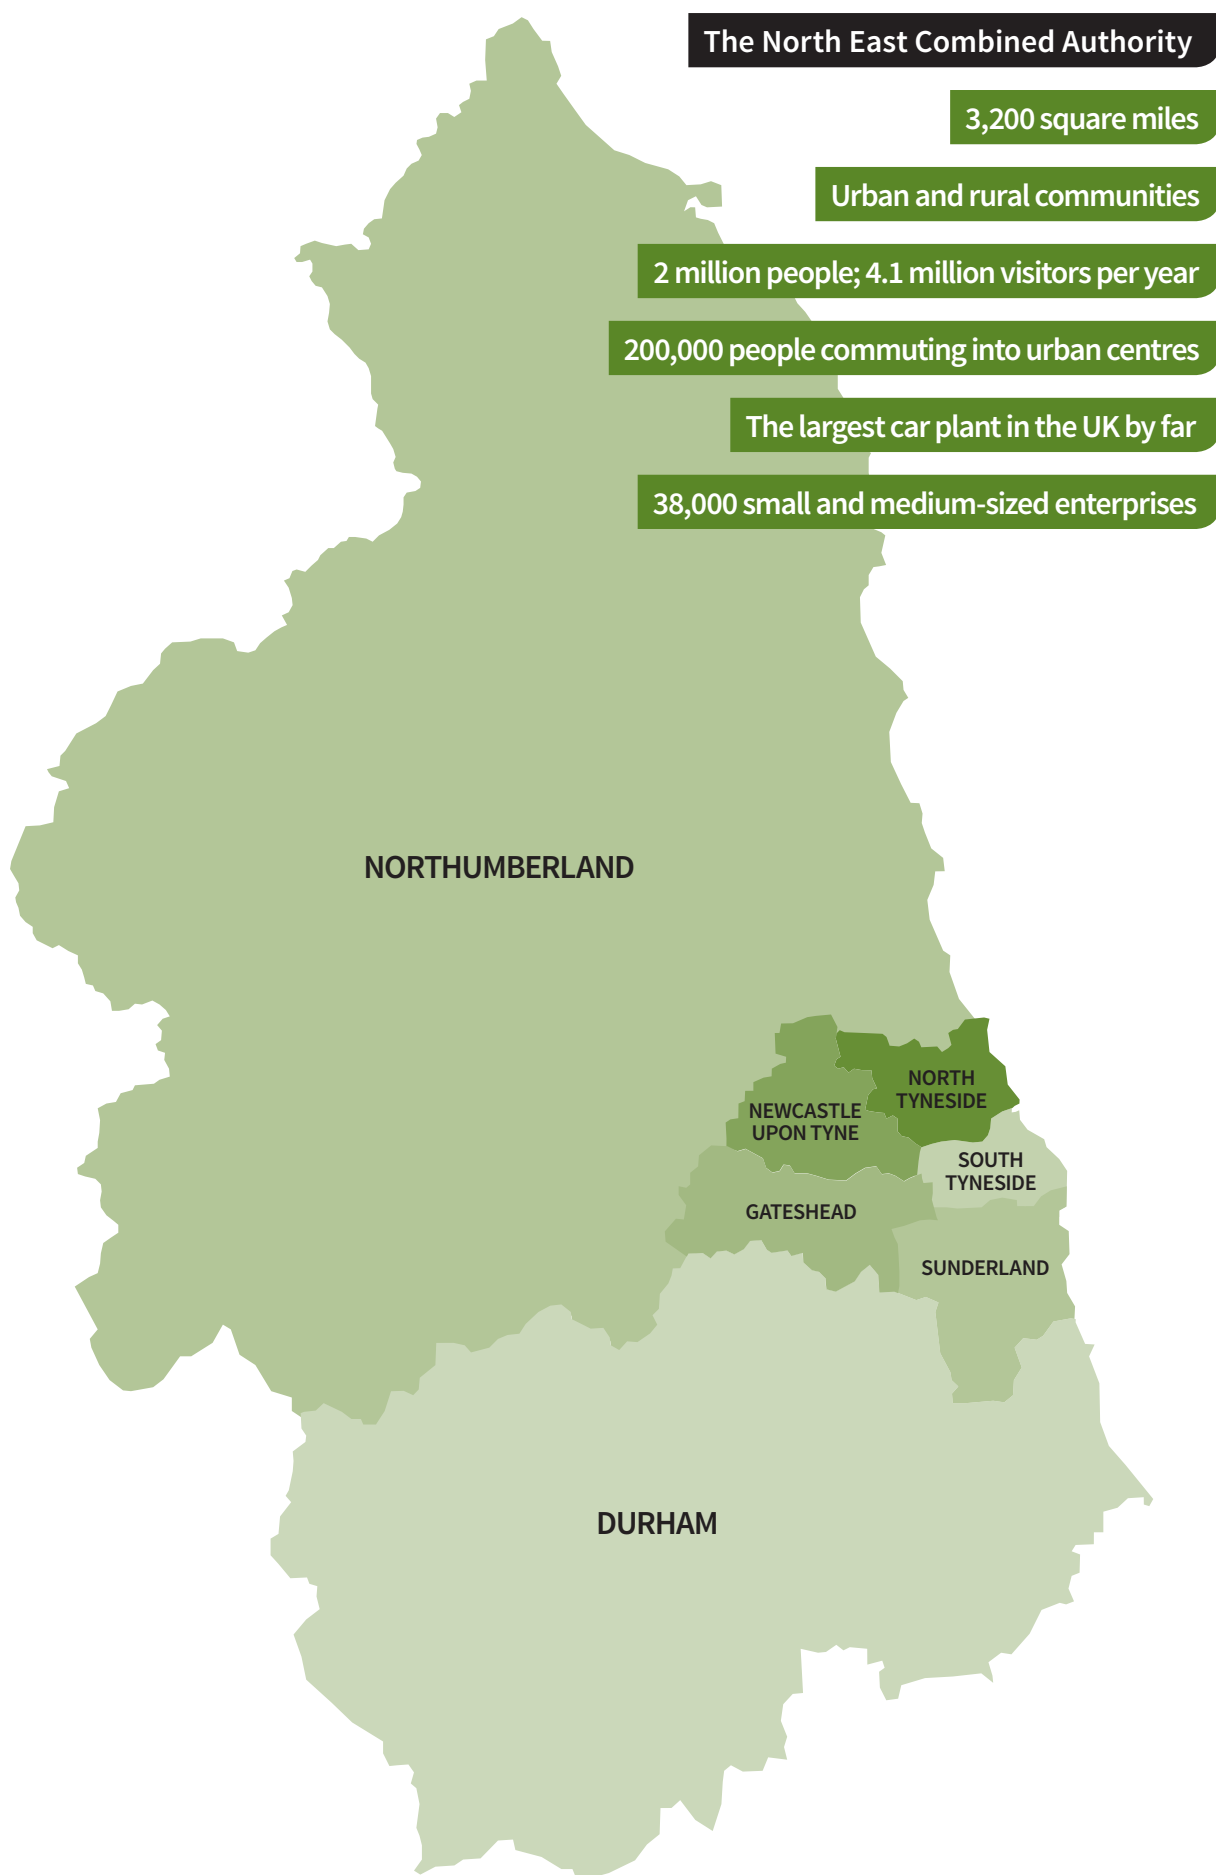 The North East Combined Authority
3,200 square miles
Urban and rural communities
2 million people; 4.1 million visitors per year
200,000 people commuting into urban centres
The largest car plant in the UK by far
38,000 small and medium-sized enterprises
NORTHUMBERLAND
NORTH
TYNESIDE
NEWCASTLE
UPON TYNE
SOUTH
TYNESIDE
GATESHEAD
SUNDERLAND
DURHAM